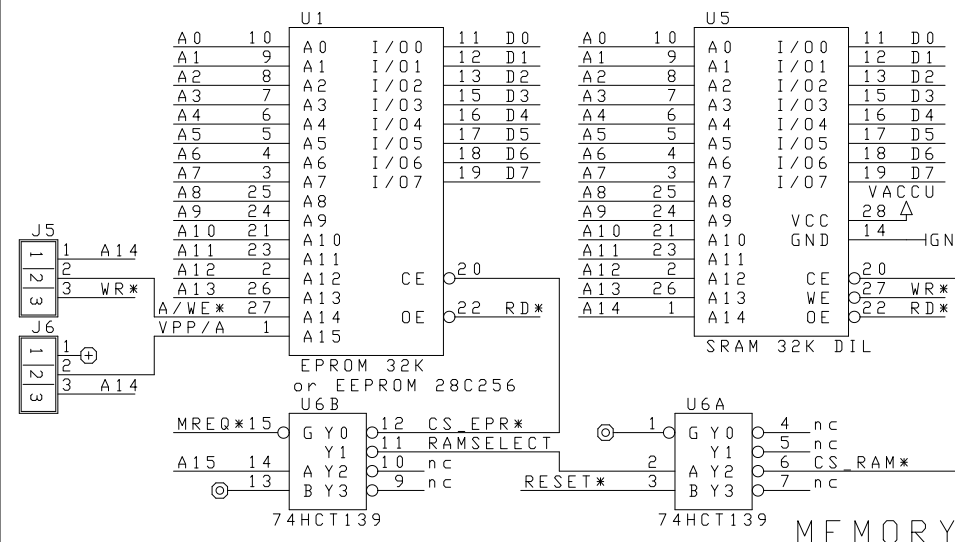 U1
A0 10 A0 I/O0 11 D0
A1 9 A1 I/O1 12 D1
A2 8 A2 I/O2 13 D2
A3 7 A3 I/O3 15 D3
A4 6 A4 I/O4 16 D4
A5 5 A5 I/O5 17 D5
A6 4 A6 I/O6 18 D6
A7 3 A7 I/O7 19 D7
A8 25 A8
A9 24 A9
A10 21 A10
A11 23 A11
A12 2 A12 CE 20
A13 26 A13
A/WE* 27 A14 OE 22 RD*
VPP/A 1 A15
EPROM 32K
or EEPROM 28C256
U5
A0 10 A0 I/O0 11 D0
A1 9 A1 I/O1 12 D1
A2 8 A2 I/O2 13 D2
A3 7 A3 I/O3 15 D3
A4 6 A4 I/O4 16 D4
A5 5 A5 I/O5 17 D5
A6 4 A6 I/O6 18 D6
A7 3 A7 I/O7 19 D7
A8 25 A8 VACCU
A9 24 A9 VCC 28
A10 21 A10 GND 14 GN
A11 23 A11
A12 2 A12 CE 20
A13 26 A13 WE 27 WR*
A14 1 A14 OE 22 RD*
SRAM 32K DIL
J5
1 1 A14
2 2
3 3 WR*
J6
1 1
2 2
3 3 A14
U6B
MREQ* 15 G Y0 12 CS_EPR*
Y1 11 RAMSELECT
A15 14 A Y2 10 nc
13 B Y3 9 nc
74HCT139
U6A
1 G Y0 4 nc
Y1 5 nc
2 A Y2 6 CS_RAM*
RESET* 3 B Y3 7 nc
74HCT139
MEMORY